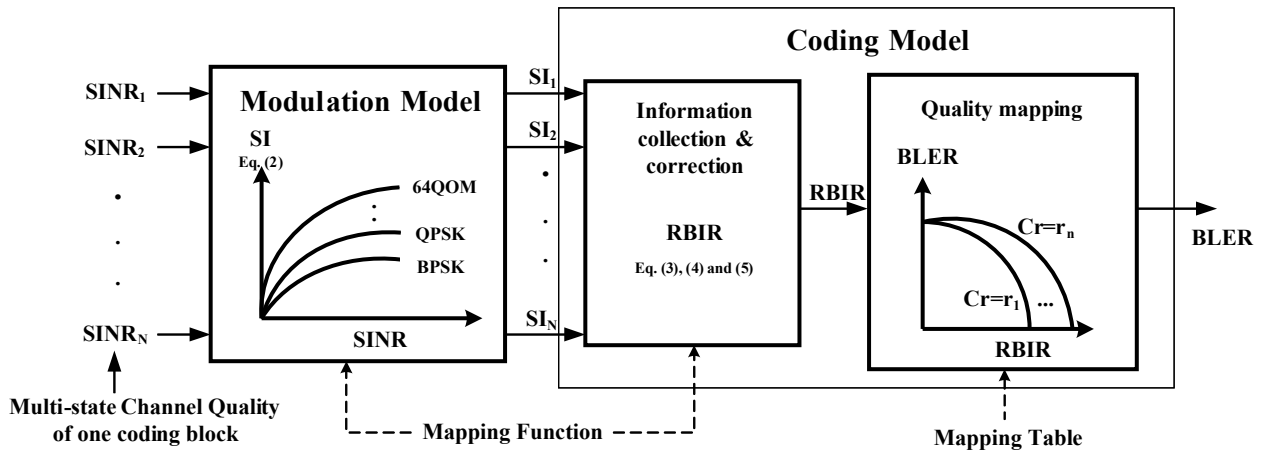 Coding Model
SINR1
SINR2
SINRN
Multi-state Channel Quality
of one coding block
Modulation Model
SI
Eq. (2)
64QOM
QPSK
BPSK
SINR
SI1
SI2
SIN
Information
collection &
correction
RBIR
Eq. (3), (4) and (5)
RBIR
Quality mapping
BLER
Cr=rn
Cr=r1
...
RBIR
BLER
Mapping Function
Mapping Table